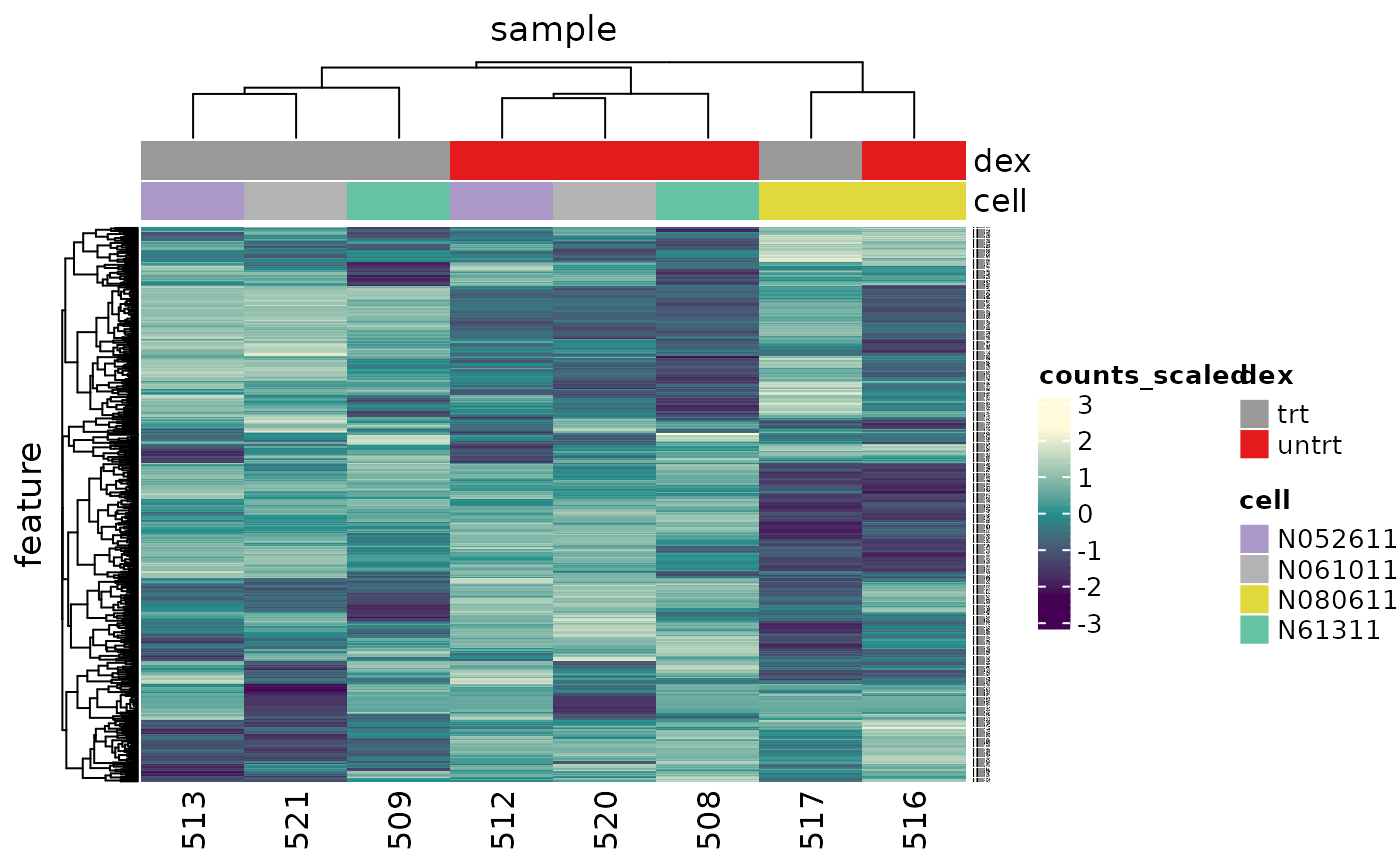 sample
dex
cell
feature
513
521
509
512
520
508
517
516
counts_scaled
3
2
1
0
-1
-2
-3
dex
trt
untrt
cell
N052611
N061011
N080611
N61311